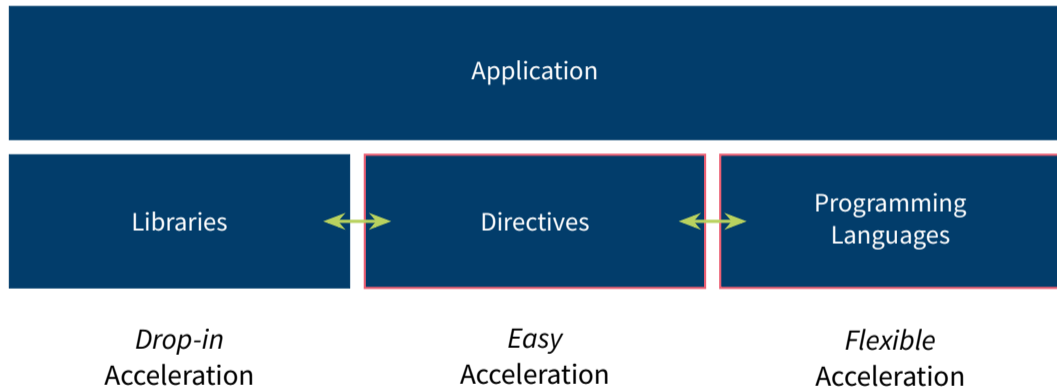 Application
Libraries
Directives
Programming
Languages
Drop-in
Acceleration
Easy
Acceleration
Flexible
Acceleration